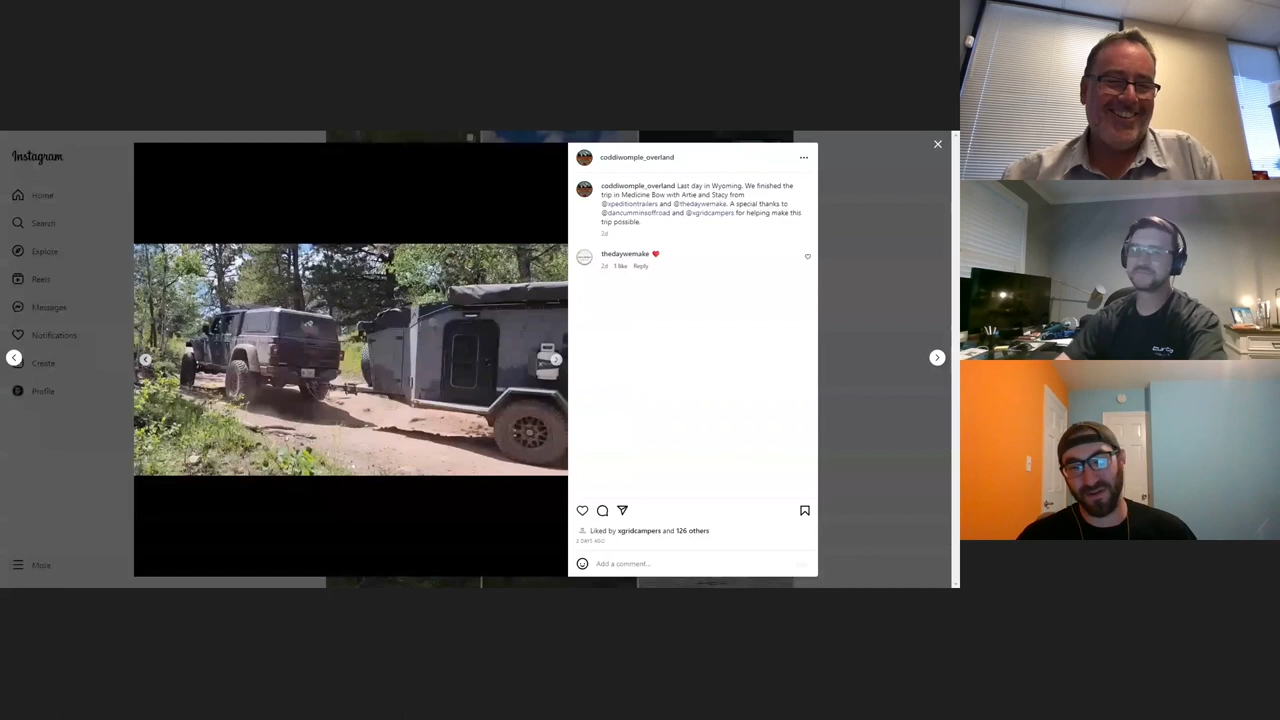 Instagram
Home
Search
Explore
Reels
Messages
Notifications
Create
Profile
More
coddiwomple_overland
coddiwomple_overland Last day in Wyoming. We finished the
trip in Medicine Bow with Artie and Stacy from
@xpeditiontrailers and @thedaywemake. A special thanks to
@dancumminsoffroad and @xgridcampers for helping make this
trip possible.
2d
thedaywemake ❤️
2d 1 like Reply
Liked by xgridcampers and 126 others
2 DAYS AGO
Add a comment...